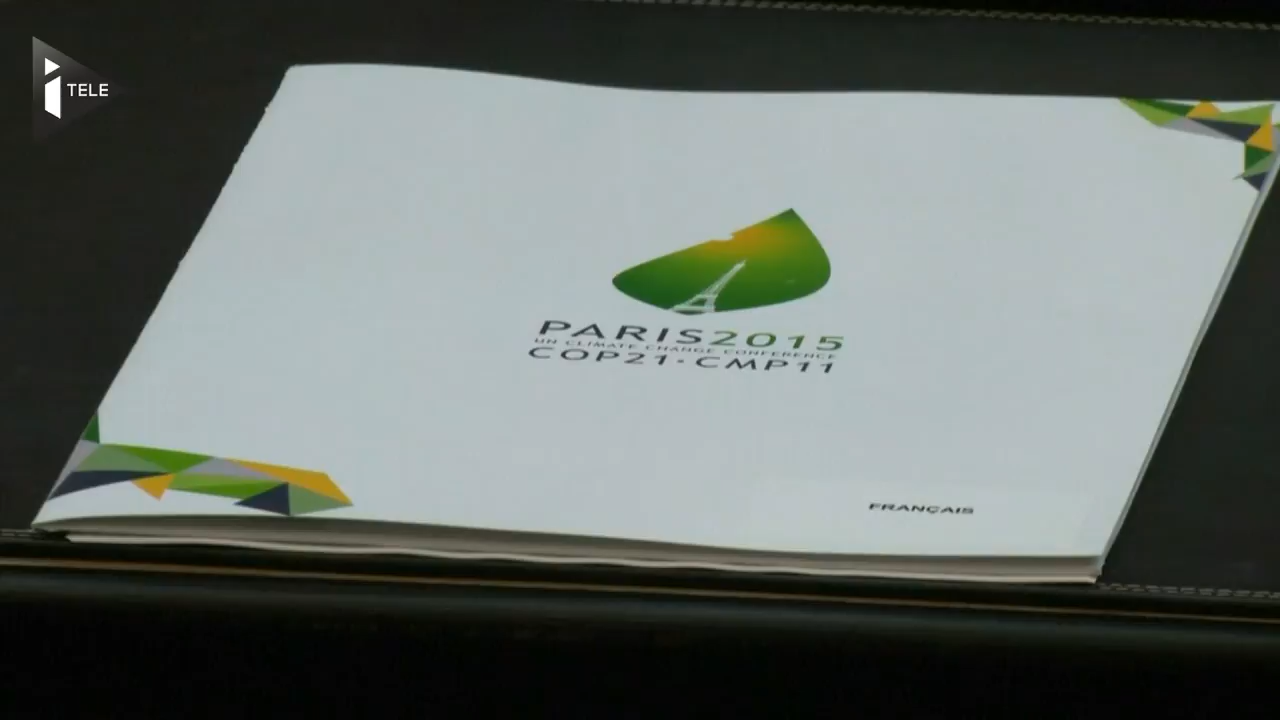 i TELE
PARIS2015
UN CLIMATE CHANGE CONFERENCE
COP21·CMP11
FRANÇAIS